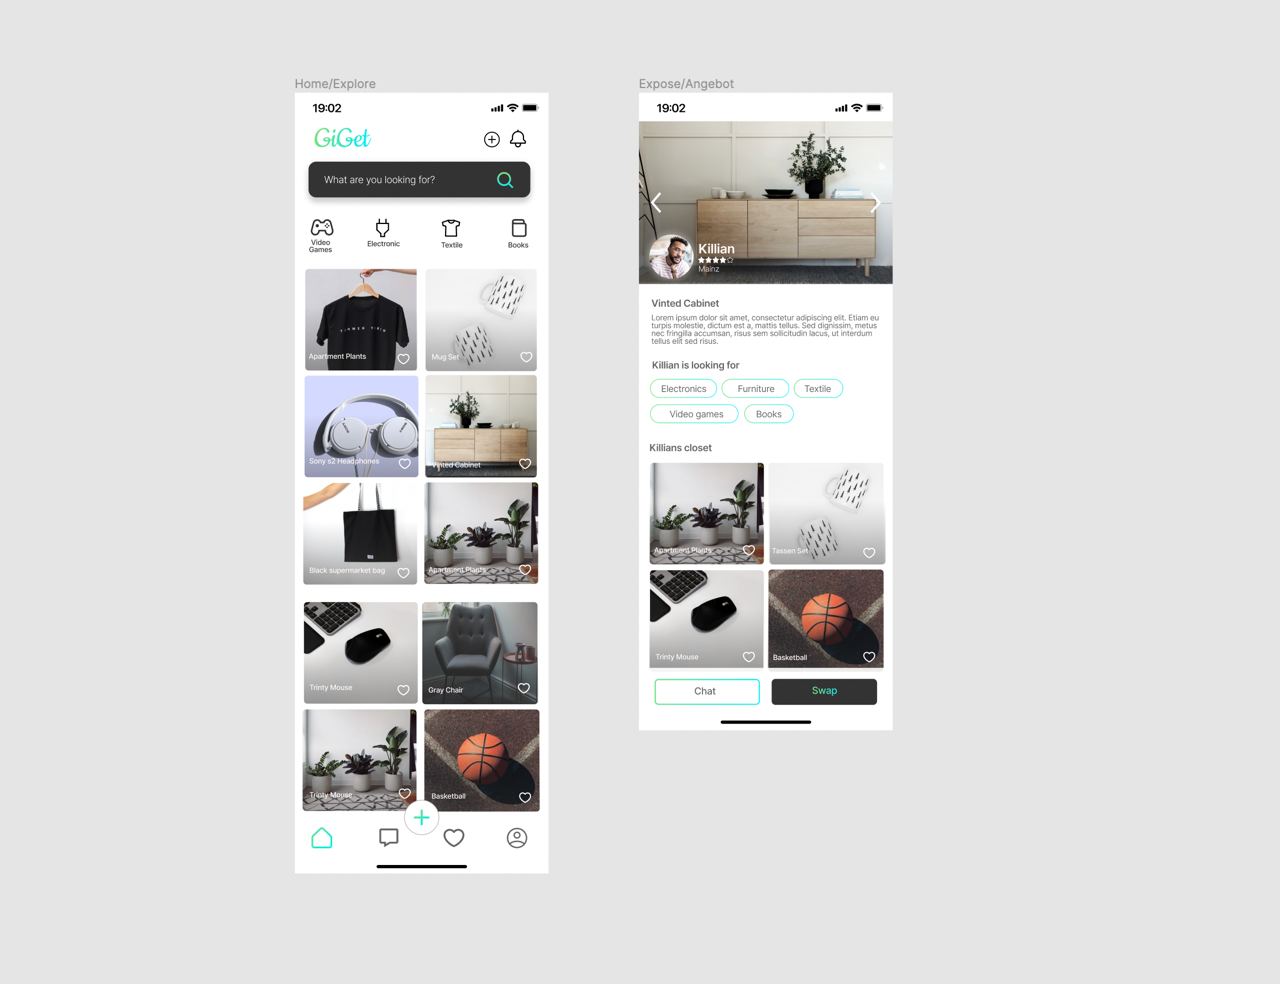 Home/Explore
19:02
GiGet
What are you looking for?
Video
Games
Electronic
Textile
Books
Apartment Plants
Mug Set
Sony s2 Headphones
Vinted Cabinet
Black supermarket bag
Apartment Plants
Trinty Mouse
Gray Chair
Trinty Mouse
Basketball
Expose/Angebot
19:02
Killian
Mainz
Vinted Cabinet
Lorem ipsum dolor sit amet, consectetur adipiscing elit. Etiam eu
turpis molestie, dictum est a, mattis tellus. Sed dignissim, metus
nec fringilla accumsan, risus sem sollicitudin lacus, ut interdum
tellus elit sed risus.
Killian is looking for
Electronics
Furniture
Textile
Video games
Books
Killians closet
Apartment Plants
Tassen Set
Trinty Mouse
Basketball
Chat
Swap